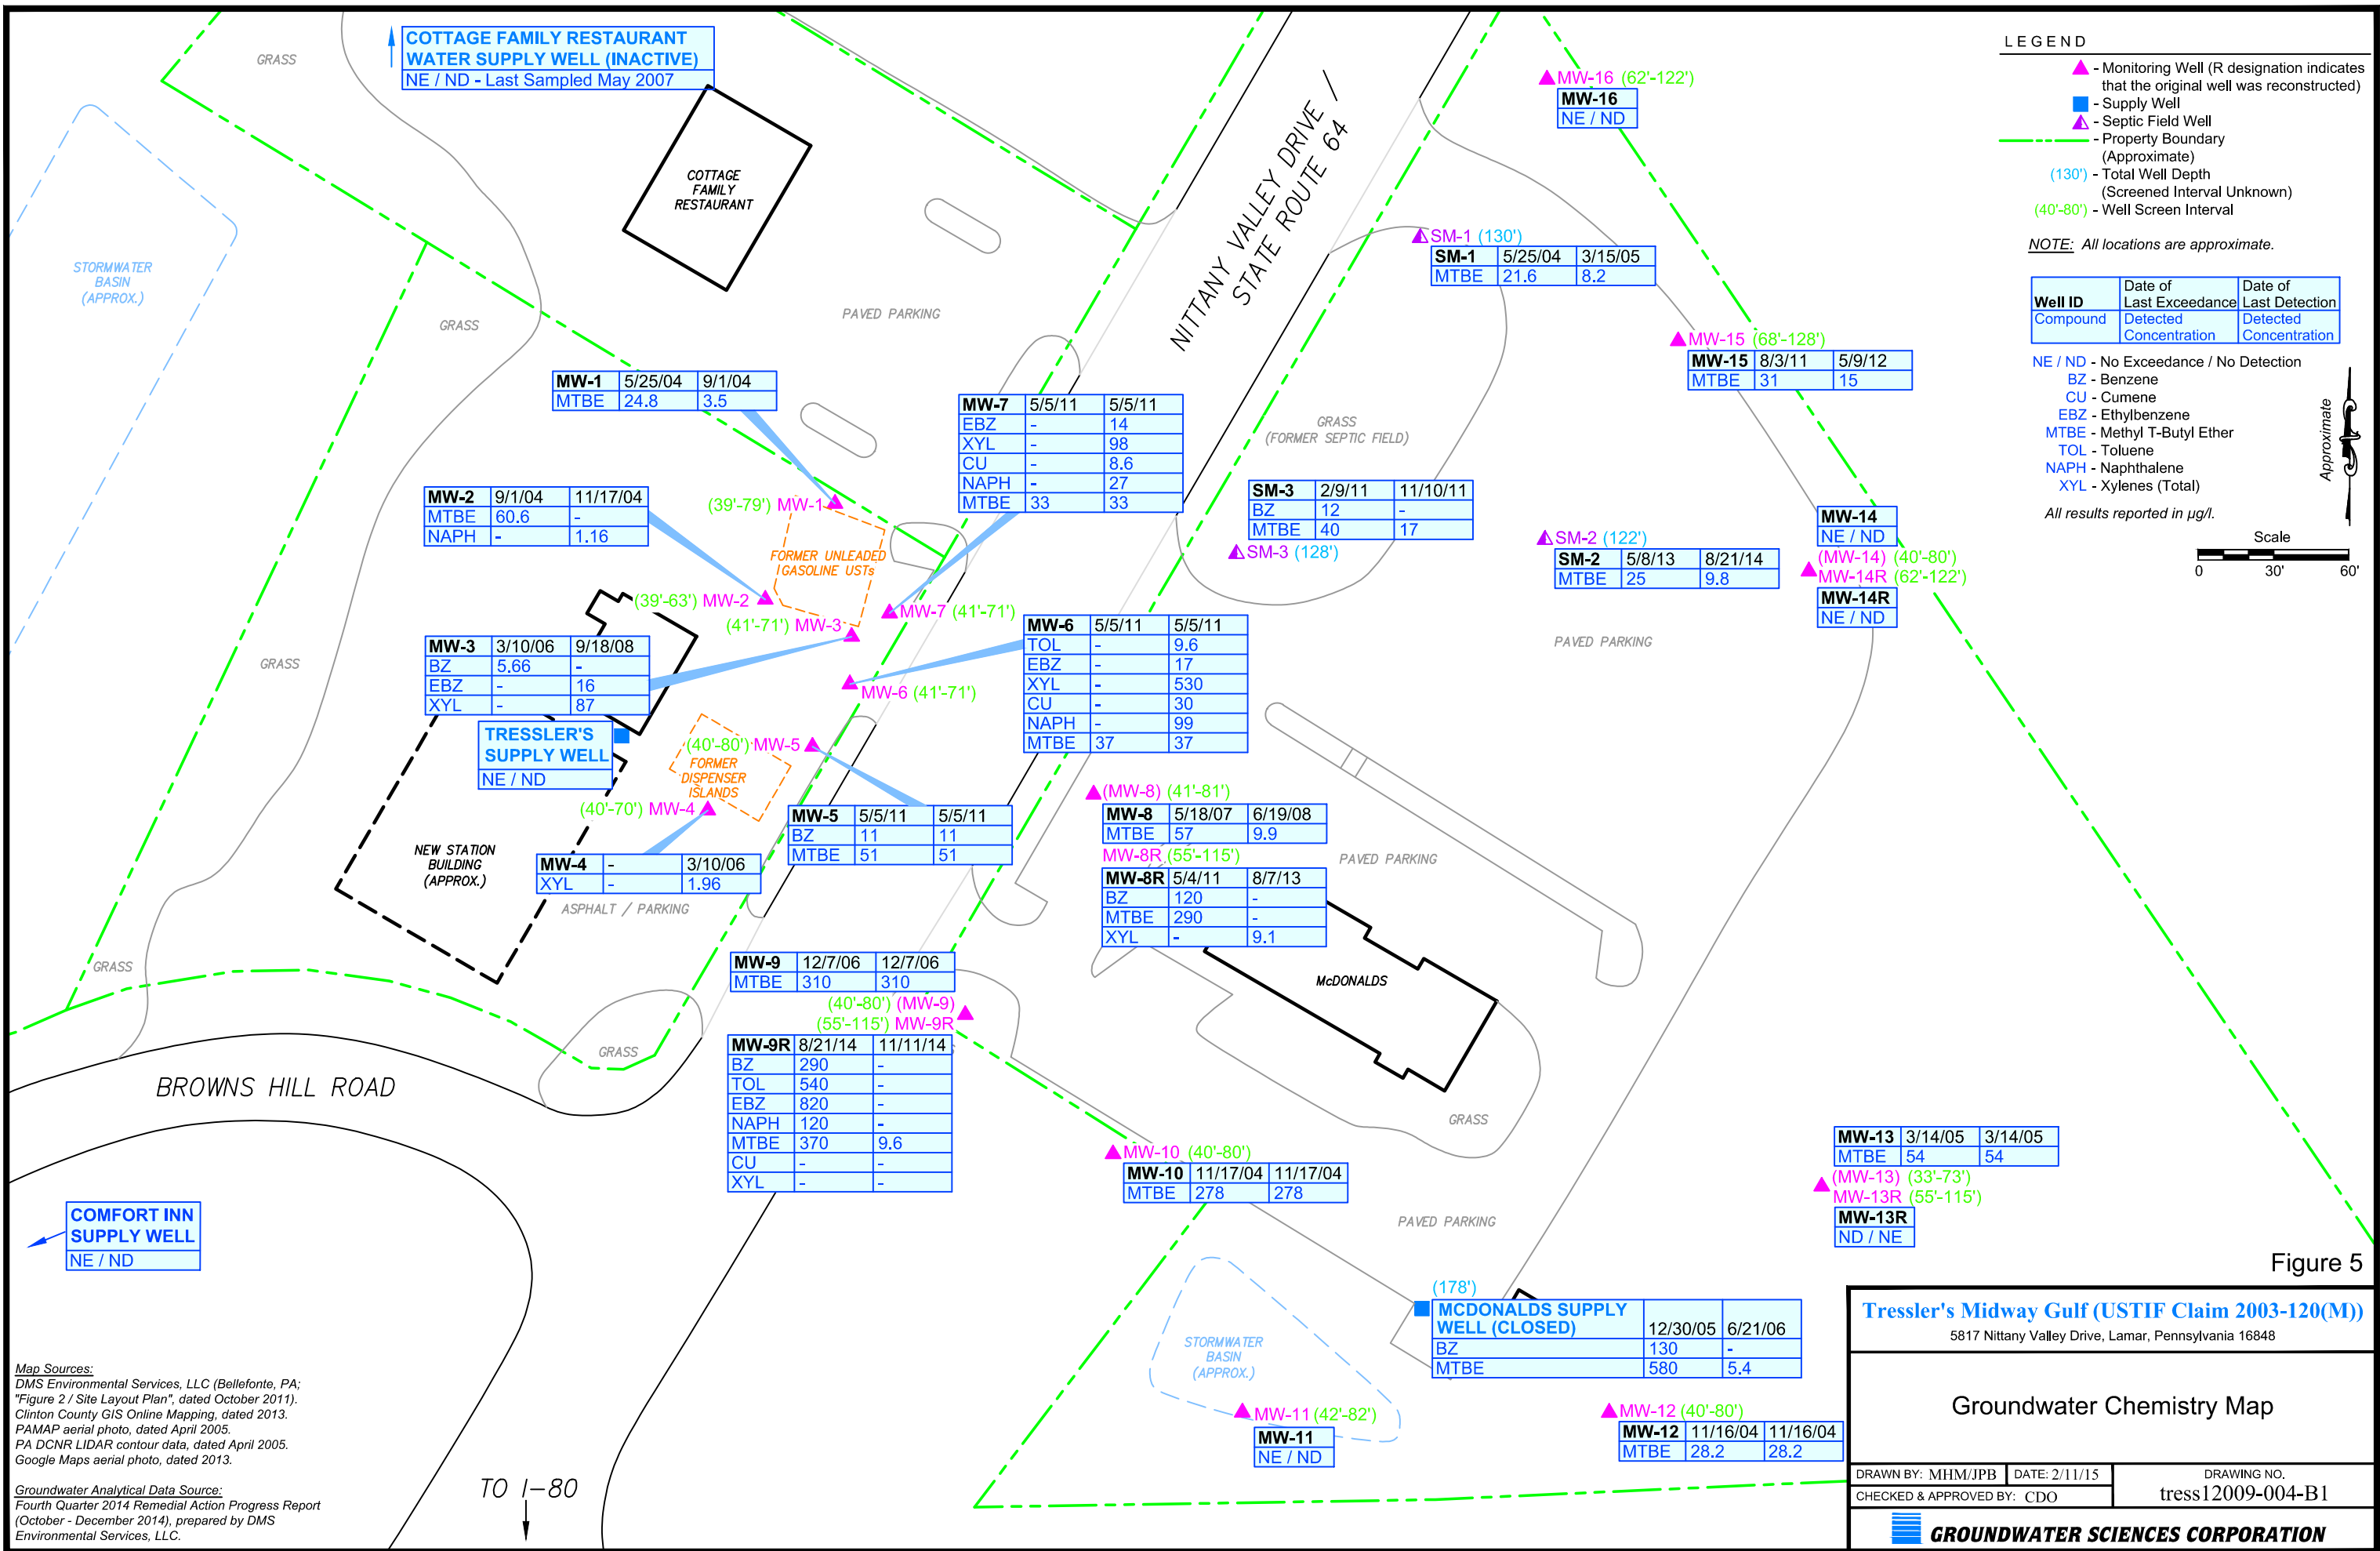 COTTAGE FAMILY RESTAURANT
WATER SUPPLY WELL (INACTIVE)
NE / ND - Last Sampled May 2007
GRASS
COTTAGE
FAMILY
RESTAURANT
STORMWATER
BASIN
(APPROX.)
GRASS
PAVED PARKING
NITTANY VALLEY DRIVE /
STATE ROUTE 64
MW-16 (62'-122')
MW-16
NE / ND
SM-1 (130')
SM-1 5/25/04 3/15/05
MTBE 21.6 8.2
MW-15 (68'-128')
MW-15 8/3/11 5/9/12
MTBE 31 15
LEGEND
- Monitoring Well (R designation indicates
that the original well was reconstructed)
- Supply Well
- Septic Field Well
- Property Boundary
(Approximate)
(130') - Total Well Depth
(Screened Interval Unknown)
(40'-80') - Well Screen Interval
NOTE: All locations are approximate.
Well ID Date of Last Exceedance Date of Last Detection
Compound Detected Concentration Detected Concentration
NE / ND - No Exceedance / No Detection
BZ - Benzene
CU - Cumene
EBZ - Ethylbenzene
MTBE - Methyl T-Butyl Ether
TOL - Toluene
NAPH - Naphthalene
XYL - Xylenes (Total)
All results reported in µg/l.
Approximate
Scale
0 30' 60'
MW-1 5/25/04 9/1/04
MTBE 24.8 3.5
(39'-79') MW-1
MW-7 5/5/11 5/5/11
EBZ - 14
XYL - 98
CU - 8.6
NAPH - 27
MTBE 33 33
GRASS
(FORMER SEPTIC FIELD)
MW-2 9/1/04 11/17/04
MTBE 60.6 -
NAPH - 1.16
FORMER UNLEADED
GASOLINE USTs
(39'-63') MW-2
(41'-71') MW-3
MW-7 (41'-71')
SM-3 2/9/11 11/10/11
BZ 12 -
MTBE 40 17
SM-3 (128')
SM-2 (122')
SM-2 5/8/13 8/21/14
MTBE 25 9.8
MW-14
NE / ND
(MW-14) (40'-80')
MW-14R (62'-122')
MW-14R
NE / ND
PAVED PARKING
GRASS
MW-3 3/10/06 9/18/08
BZ 5.66 -
EBZ - 16
XYL - 87
MW-6 (41'-71')
MW-6 5/5/11 5/5/11
TOL - 9.6
EBZ - 17
XYL - 530
CU - 30
NAPH - 99
MTBE 37 37
TRESSLER'S
SUPPLY WELL
NE / ND
(40'-80') MW-5
FORMER
DISPENSER
ISLANDS
(40'-70') MW-4
MW-5 5/5/11 5/5/11
BZ 11 11
MTBE 51 51
NEW STATION
BUILDING
(APPROX.)
MW-4 - 3/10/06
XYL - 1.96
ASPHALT / PARKING
(MW-8) (41'-81')
MW-8 5/18/07 6/19/08
MTBE 57 9.9
MW-8R (55'-115')
MW-8R 5/4/11 8/7/13
BZ 120 -
MTBE 290 -
XYL - 9.1
PAVED PARKING
McDONALDS
GRASS
GRASS
GRASS
BROWNS HILL ROAD
MW-9 12/7/06 12/7/06
MTBE 310 310
(40'-80') (MW-9)
(55'-115') MW-9R
MW-9R 8/21/14 11/11/14
BZ 290 -
TOL 540 -
EBZ 820 -
NAPH 120 -
MTBE 370 9.6
CU - -
XYL - -
MW-10 (40'-80')
MW-10 11/17/04 11/17/04
MTBE 278 278
PAVED PARKING
MW-13 3/14/05 3/14/05
MTBE 54 54
(MW-13) (33'-73')
MW-13R (55'-115')
MW-13R
ND / NE
COMFORT INN
SUPPLY WELL
NE / ND
(178')
MCDONALDS SUPPLY
WELL (CLOSED) 12/30/05 6/21/06
BZ 130 -
MTBE 580 5.4
STORMWATER
BASIN
(APPROX.)
MW-11 (42'-82')
MW-11
NE / ND
MW-12 (40'-80')
MW-12 11/16/04 11/16/04
MTBE 28.2 28.2
TO I-80
Map Sources:
DMS Environmental Services, LLC (Bellefonte, PA;
"Figure 2 / Site Layout Plan", dated October 2011).
Clinton County GIS Online Mapping, dated 2013.
PAMAP aerial photo, dated April 2005.
PA DCNR LIDAR contour data, dated April 2005.
Google Maps aerial photo, dated 2013.
Groundwater Analytical Data Source:
Fourth Quarter 2014 Remedial Action Progress Report
(October - December 2014), prepared by DMS
Environmental Services, LLC.
Figure 5
Tressler's Midway Gulf (USTIF Claim 2003-120(M))
5817 Nittany Valley Drive, Lamar, Pennsylvania 16848
Groundwater Chemistry Map
DRAWN BY: MHM/JPB DATE: 2/11/15
CHECKED & APPROVED BY: CDO
DRAWING NO.
tress12009-004-B1
GROUNDWATER SCIENCES CORPORATION